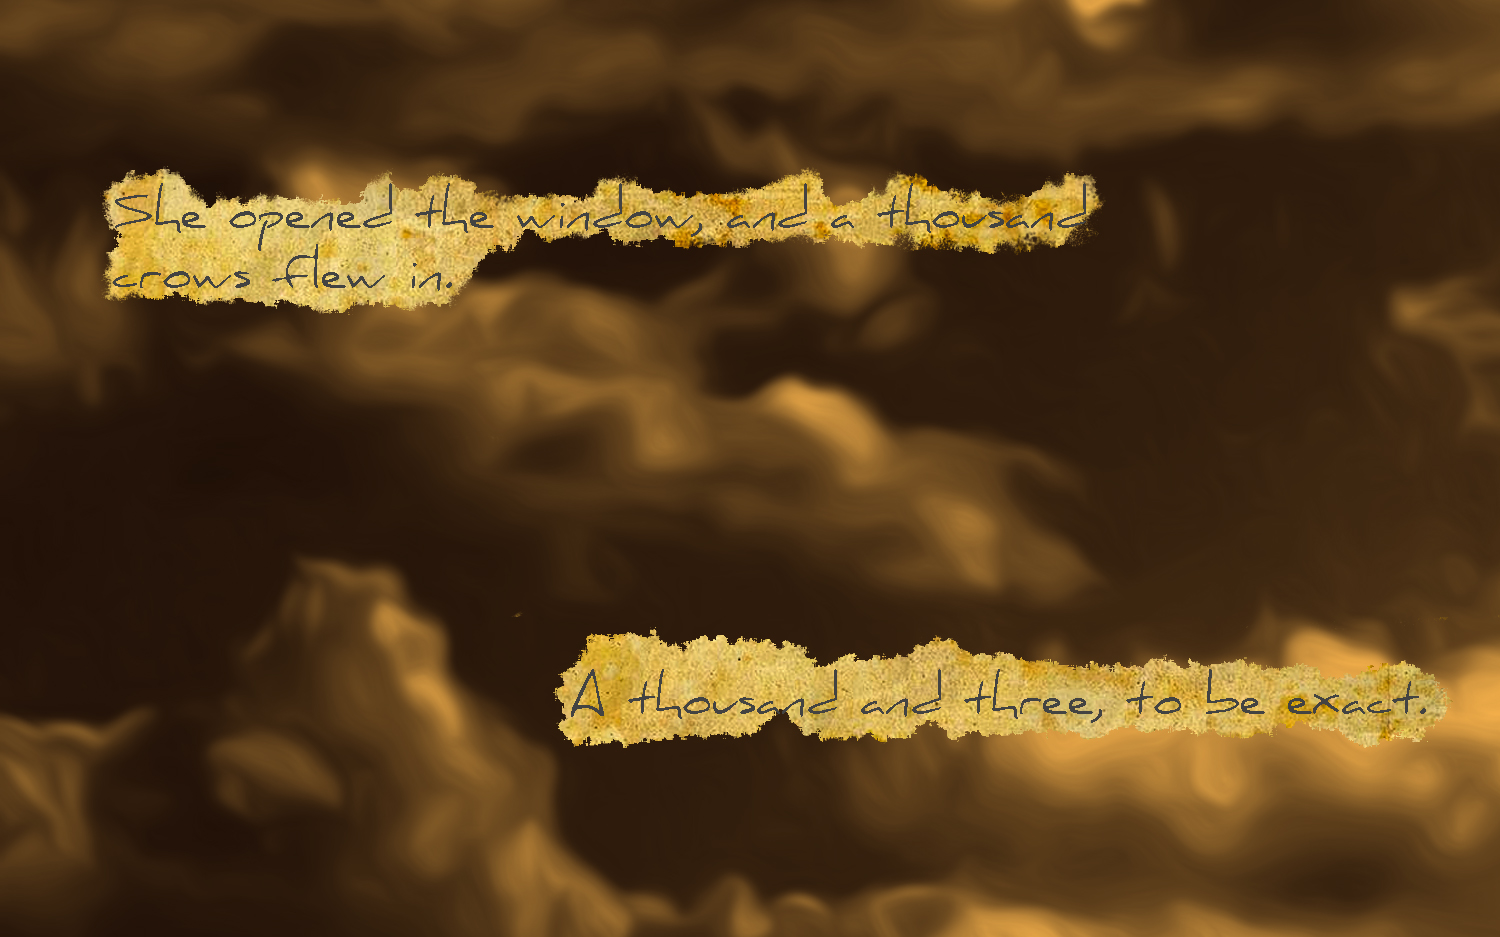 She opened the window, and a thousand
crows flew in.
A thousand and three, to be exact.